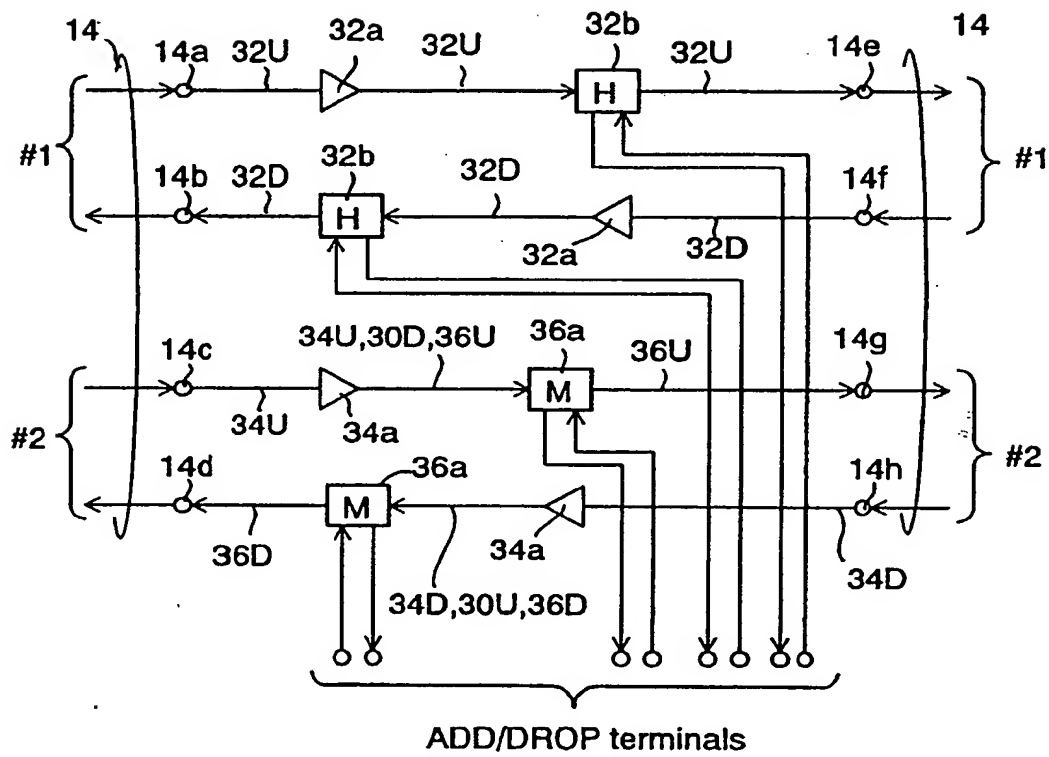 14 14a 32U 32a 32U 32b 32U 14e 14
H
#1 #1
14b 32D 32b 32D 14f
H
32a 32D
14c 34U,30D,36U 36a 36U 14g
M
34U 34a
#2 #2
14d 36a 14h
M
36D 34a 34D
34D,30U,36D
ADD/DROP terminals